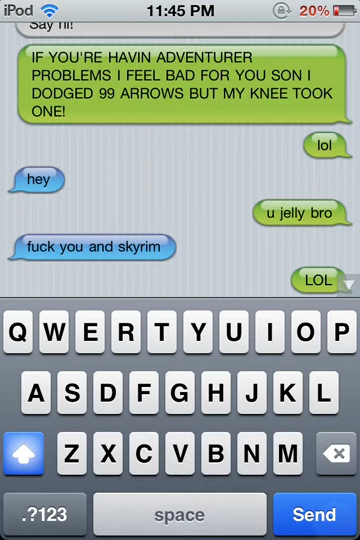 iPod 11:45 PM 20%
Say hi!
IF YOU'RE HAVIN ADVENTURER
PROBLEMS I FEEL BAD FOR YOU SON I
DODGED 99 ARROWS BUT MY KNEE TOOK
ONE!
lol
hey
u jelly bro
fuck you and skyrim
LOL
Q W E R T Y U I O P
A S D F G H J K L
Z X C V B N M
.?123 space Send